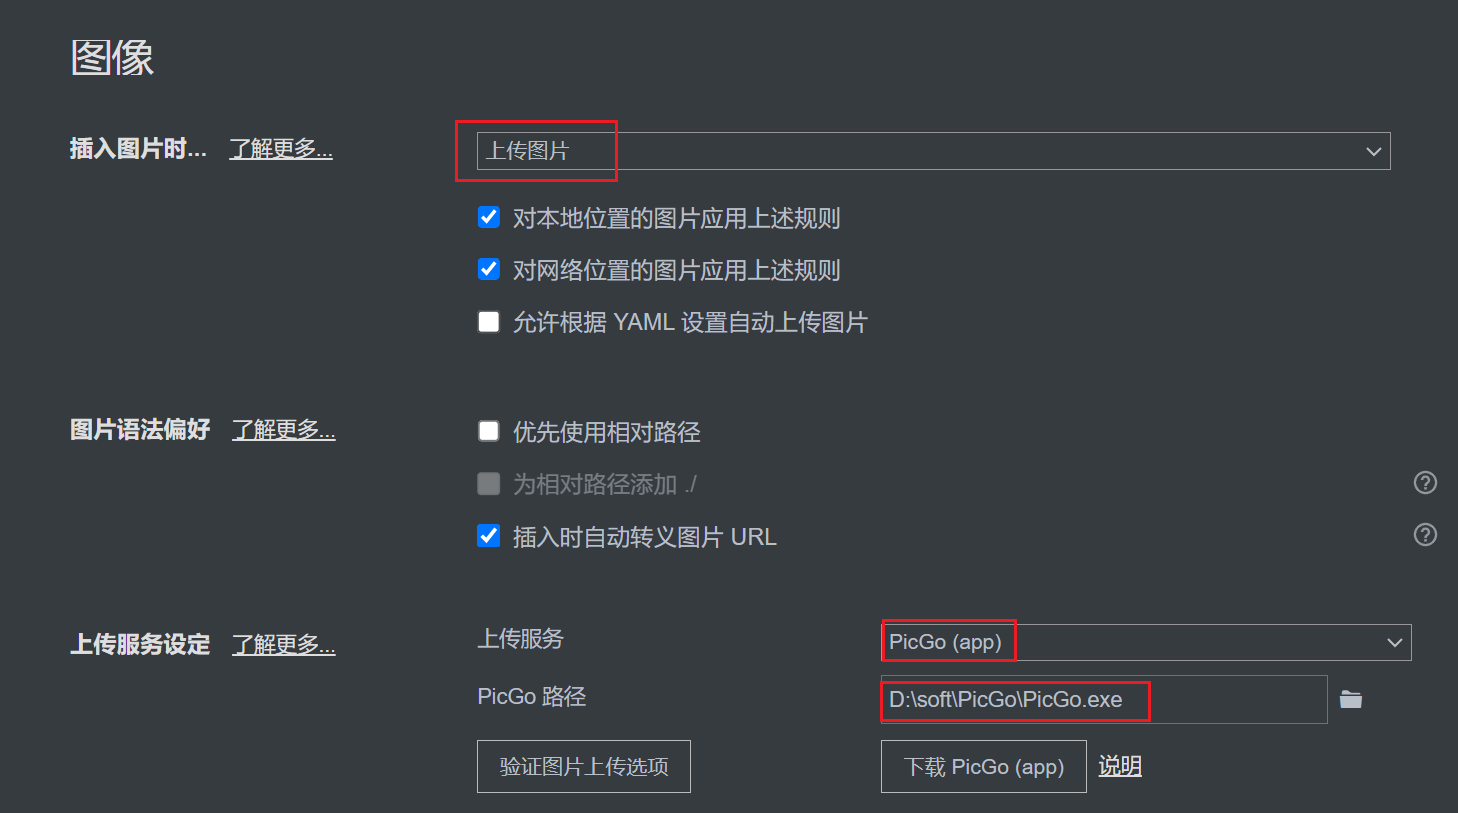 图像
插入图片时... 了解更多... 上传图片
对本地位置的图片应用上述规则
对网络位置的图片应用上述规则
允许根据 YAML 设置自动上传图片
图片语法偏好 了解更多... 优先使用相对路径
为相对路径添加 ./
插入时自动转义图片 URL
上传服务设定 了解更多... 上传服务 PicGo (app)
PicGo 路径 D:\soft\PicGo\PicGo.exe
验证图片上传选项 下载 PicGo (app) 说明